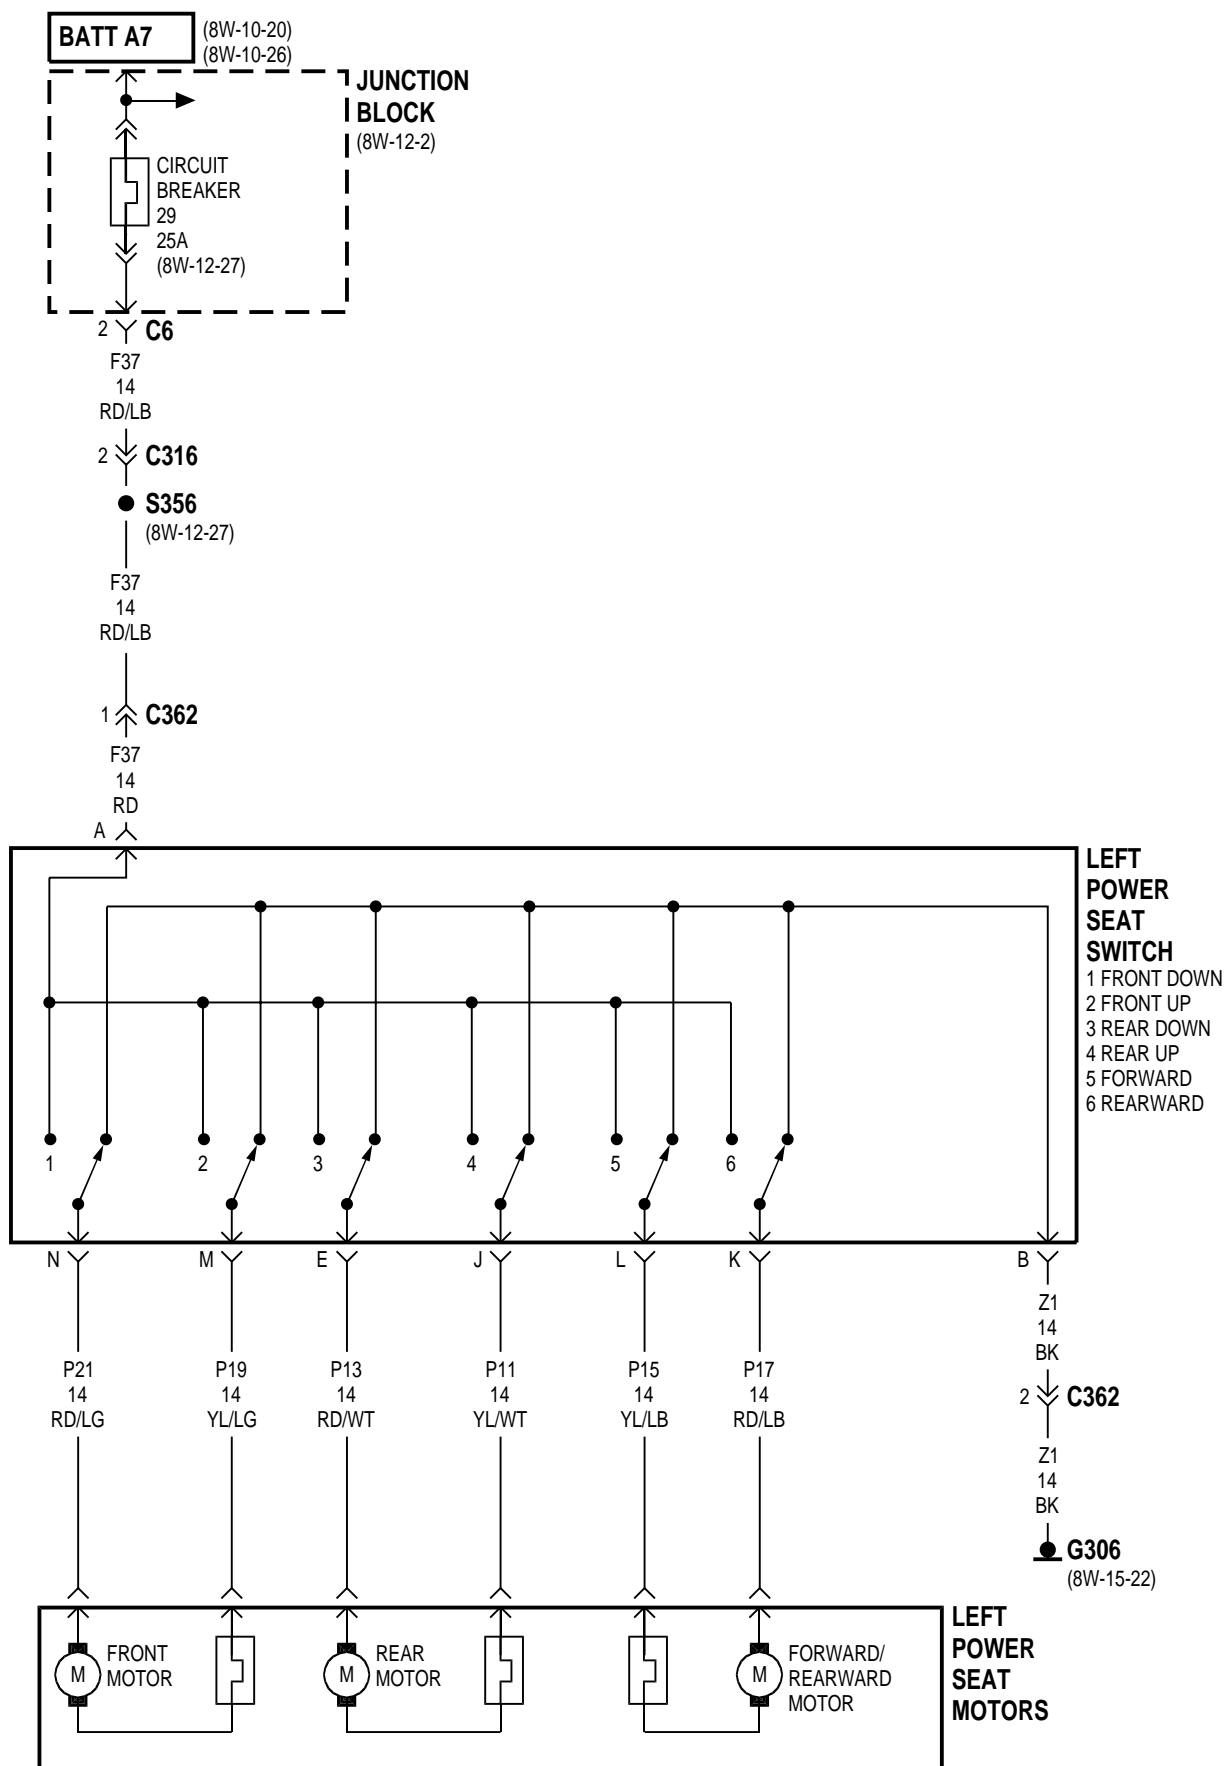 BATT A7
(8W-10-20)
(8W-10-26)
JUNCTION
BLOCK
(8W-12-2)
CIRCUIT
BREAKER
29
25A
(8W-12-27)
2
C6
F37
14
RD/LB
2
C316
S356
(8W-12-27)
F37
14
RD/LB
1
C362
F37
14
RD
A
LEFT
POWER
SEAT
SWITCH
1 FRONT DOWN
2 FRONT UP
3 REAR DOWN
4 REAR UP
5 FORWARD
6 REARWARD
1
2
3
4
5
6
N
M
E
J
L
K
B
P21
14
RD/LG
P19
14
YL/LG
P13
14
RD/WT
P11
14
YL/WT
P15
14
YL/LB
P17
14
RD/LB
Z1
14
BK
2
C362
Z1
14
BK
G306
(8W-15-22)
LEFT
POWER
SEAT
MOTORS
M
FRONT
MOTOR
M
REAR
MOTOR
M
FORWARD/
REARWARD
MOTOR